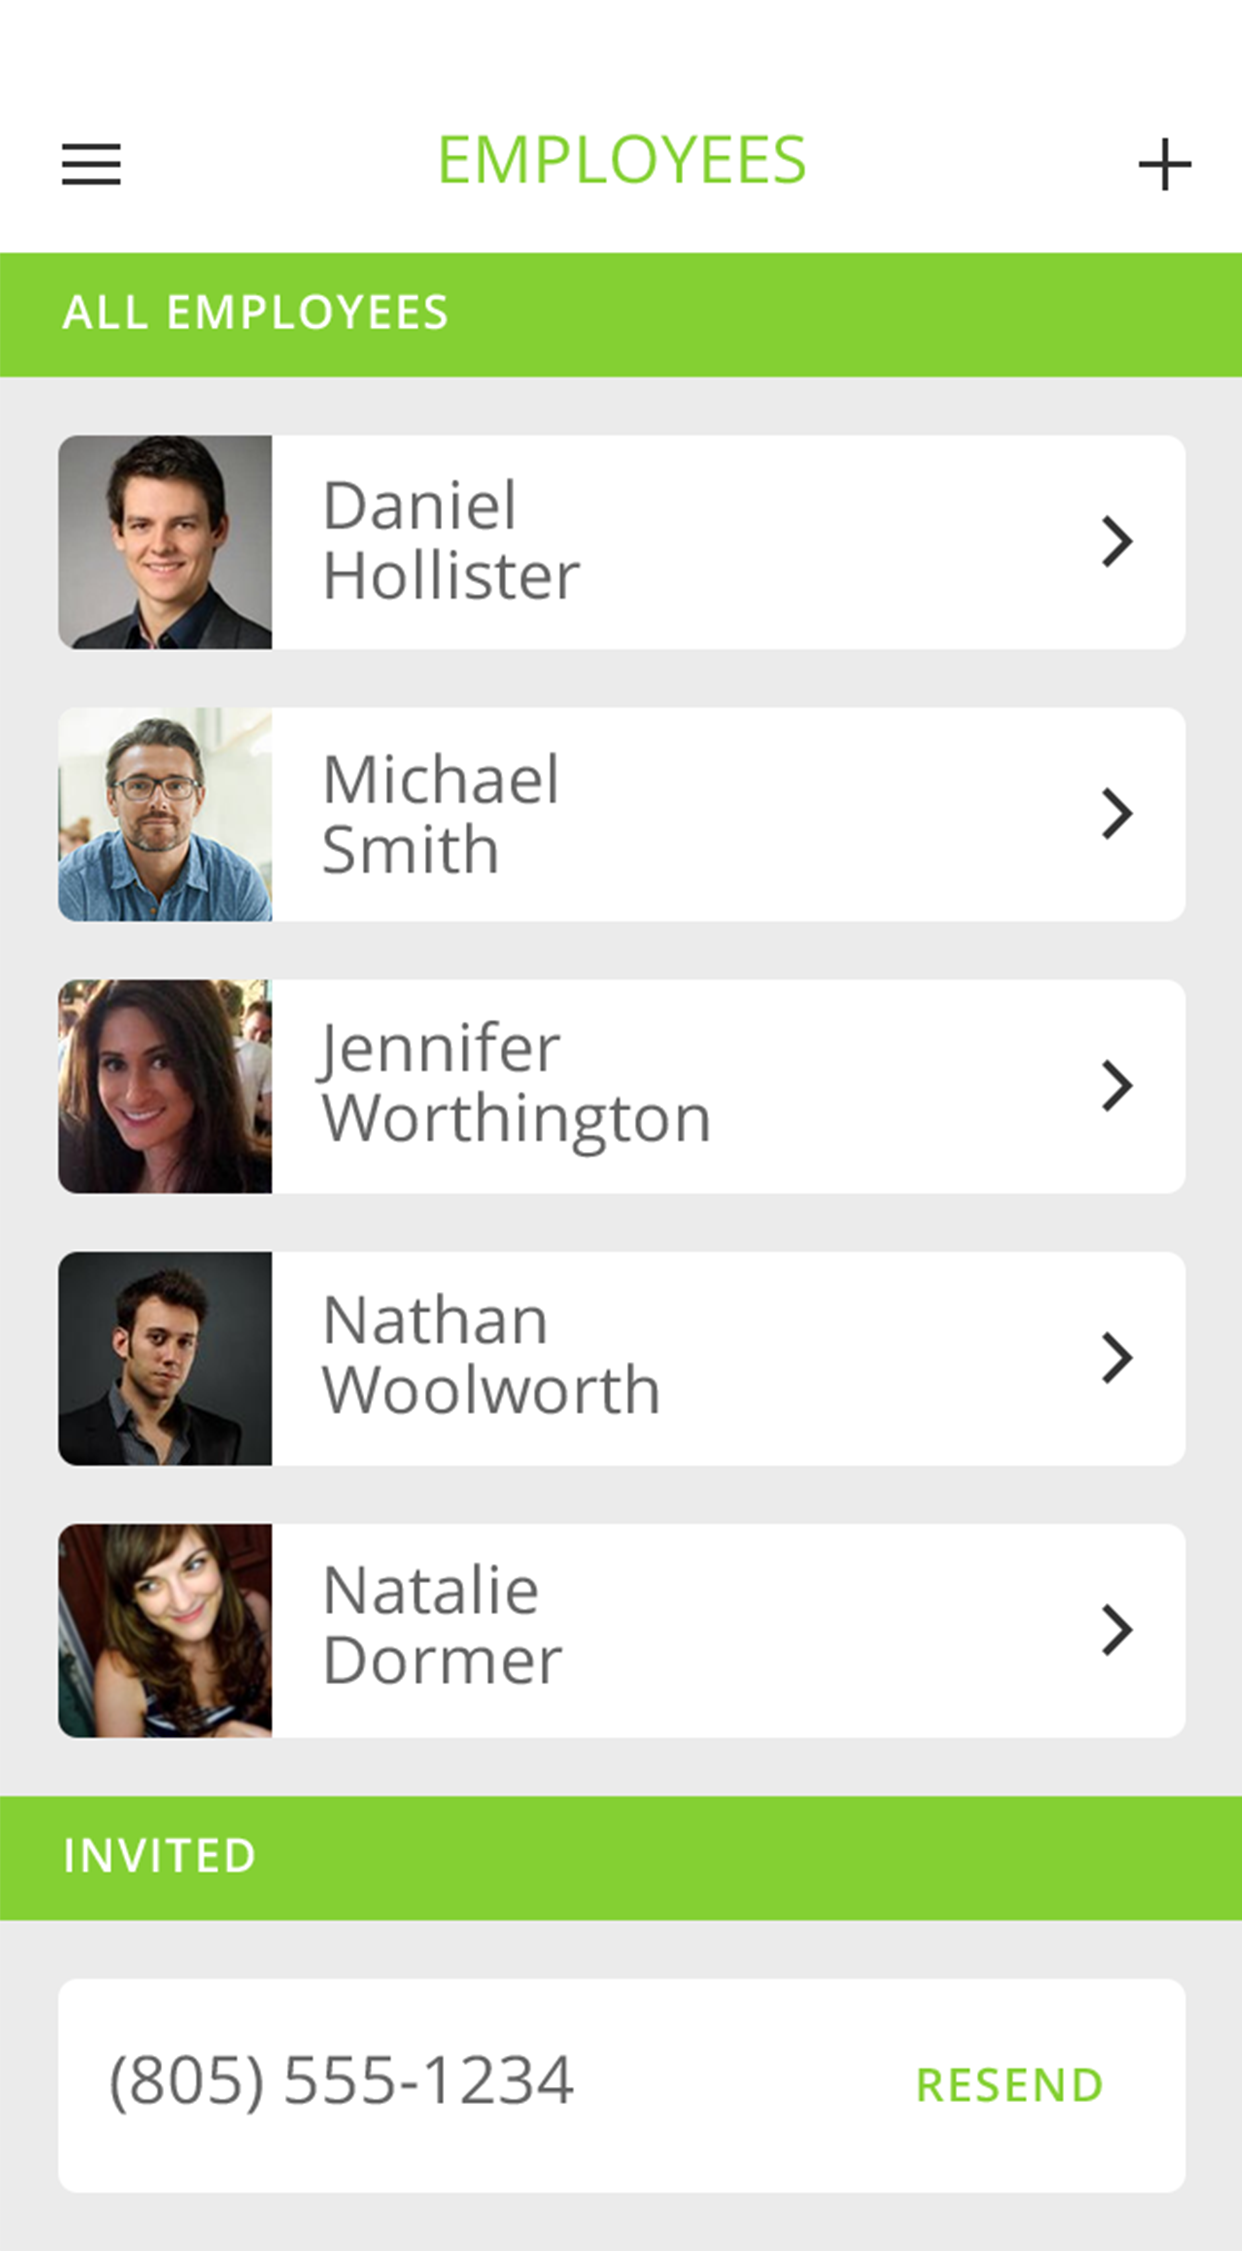 EMPLOYEES
ALL EMPLOYEES
Daniel
Hollister
Michael
Smith
Jennifer
Worthington
Nathan
Woolworth
Natalie
Dormer
INVITED
(805) 555-1234
RESEND